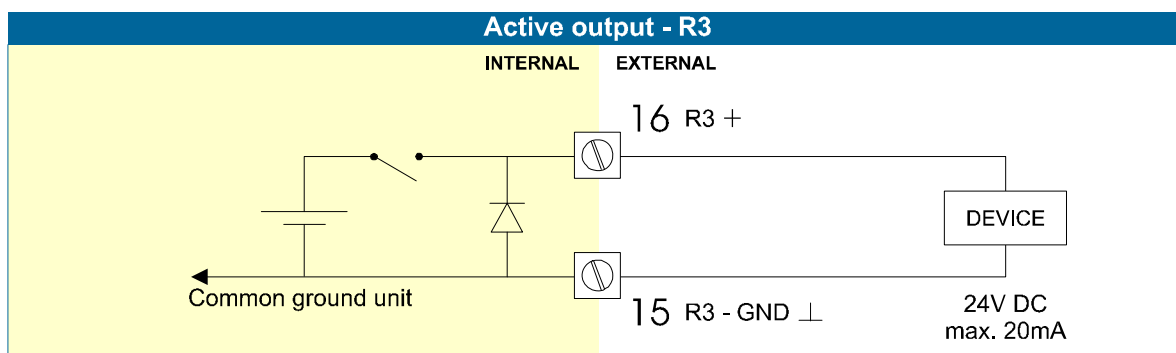 Active output - R3
INTERNAL EXTERNAL
16 R3 +
DEVICE
Common ground unit
15 R3 - GND ⊥
24V DC
max. 20mA